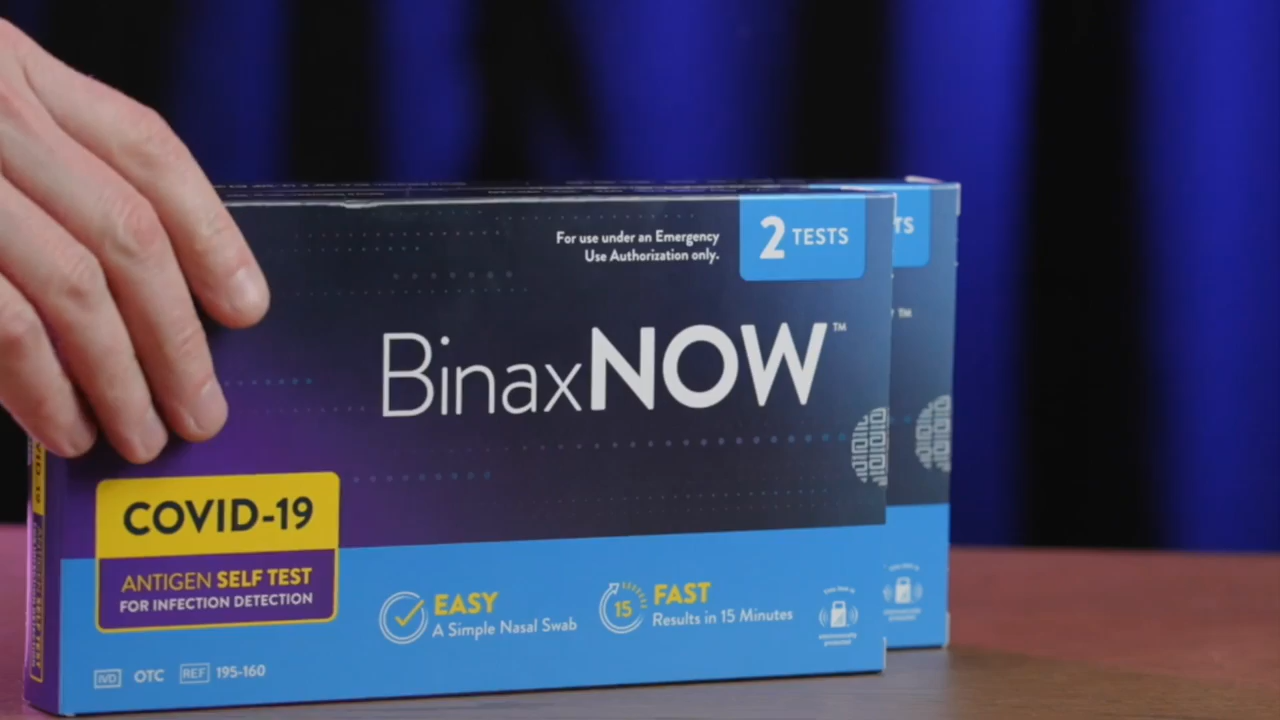 For use under an Emergency
Use Authorization only.
2 TESTS
TS
BinaxNOW™
TM
COVID-19
ANTIGEN SELF TEST
FOR INFECTION DETECTION
EASY
A Simple Nasal Swab
15
FAST
Results in 15 Minutes
IVD OTC REF 195-160